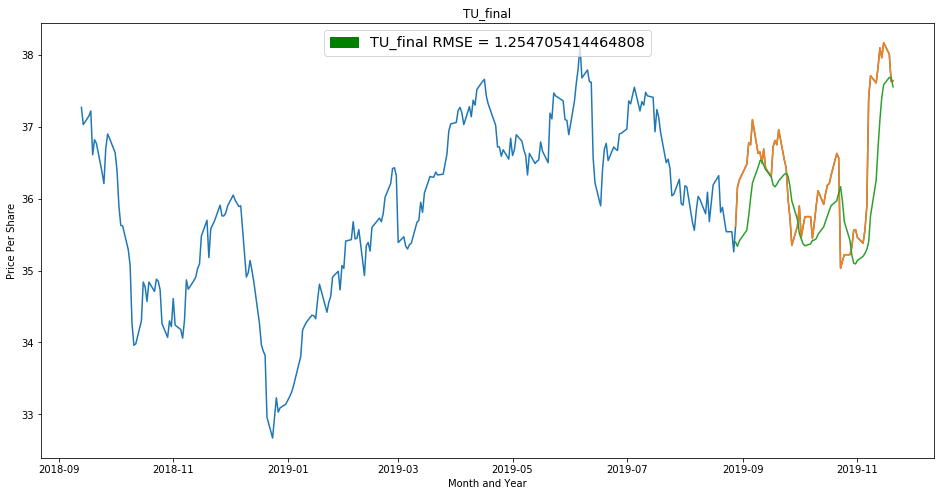 TU_final
TU_final RMSE = 1.254705414464808
Price Per Share
38
37
36
35
34
33
2018-09 2018-11 2019-01 2019-03 2019-05 2019-07 2019-09 2019-11
Month and Year